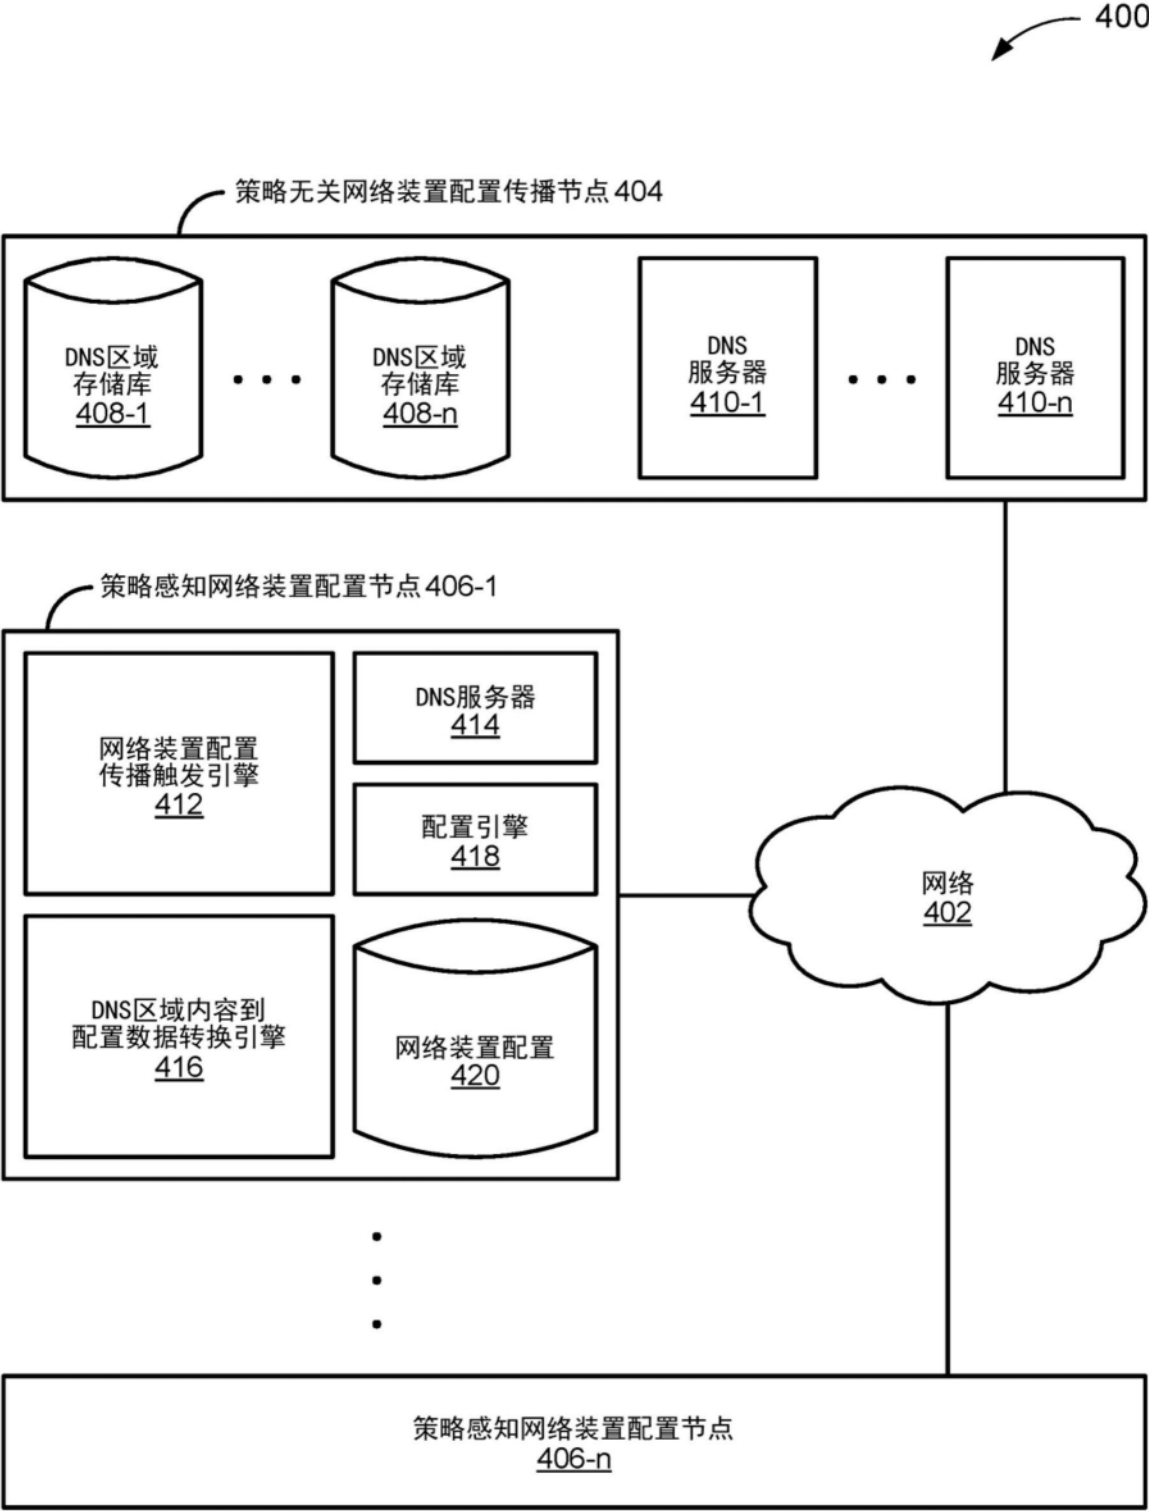 400
策略无关网络装置配置传播节点404
DNS区域
存储库
408-1
DNS区域
存储库
408-n
DNS
服务器
410-1
DNS
服务器
410-n
策略感知网络装置配置节点406-1
网络装置配置
传播触发引擎
412
DNS服务器
414
配置引擎
418
DNS区域内容到
配置数据转换引擎
416
网络装置配置
420
网络
402
策略感知网络装置配置节点
406-n